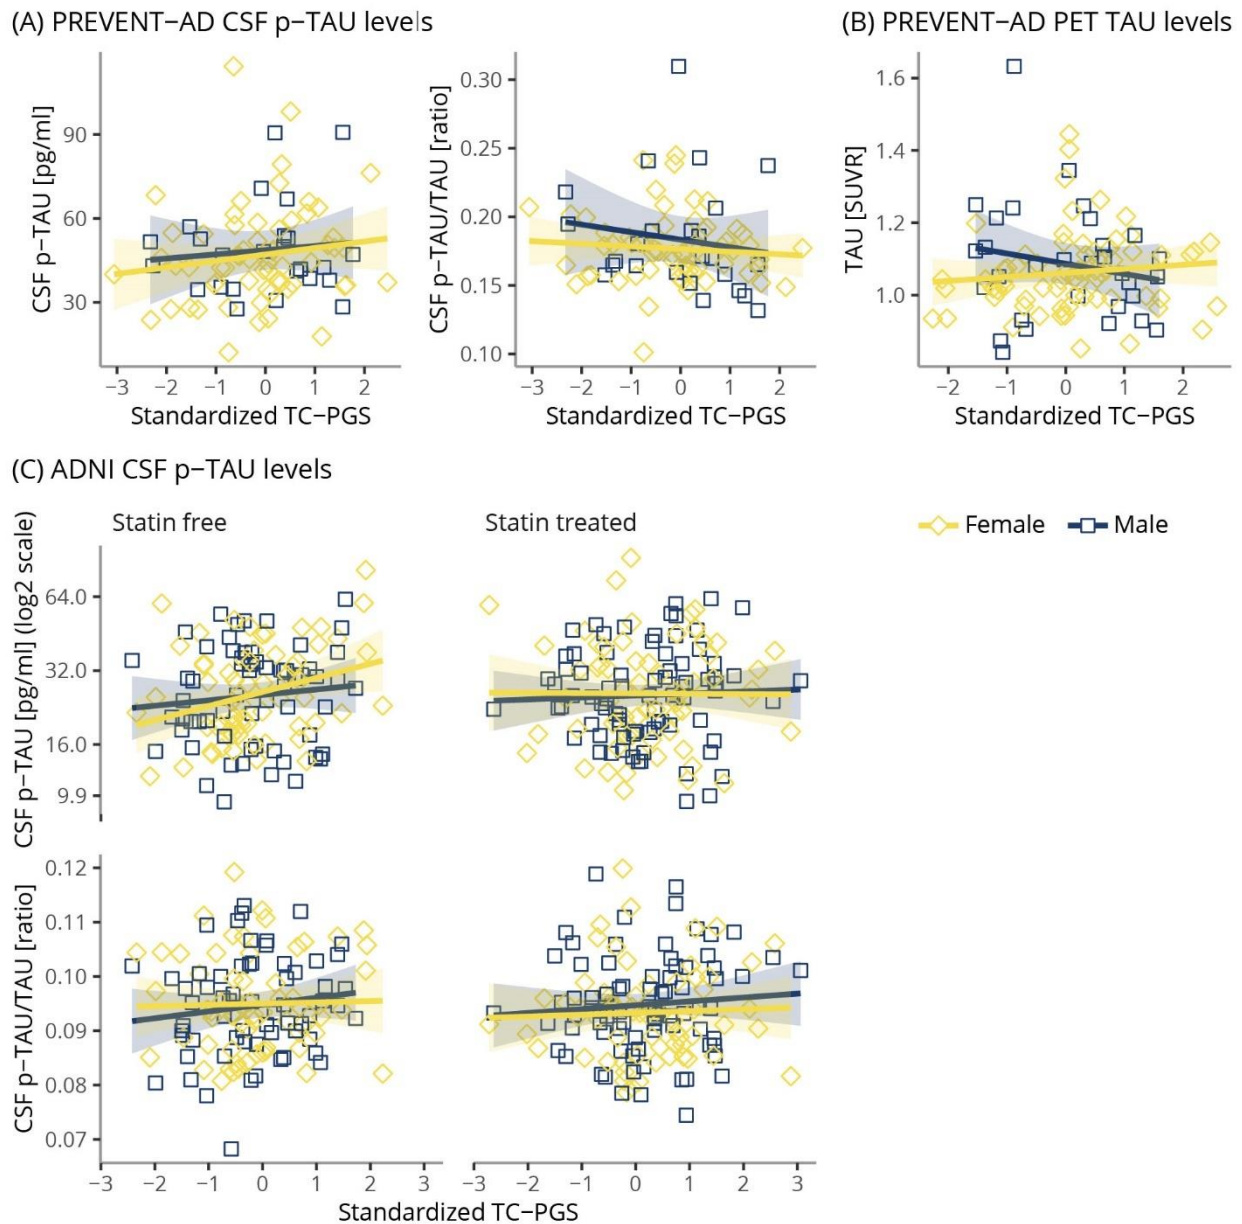 (A) PREVENT−AD CSF p−TAU levels
(B) PREVENT−AD PET TAU levels
CSF p−TAU [pg/ml]
90
60
30
−3 −2 −1 0 1 2
Standardized TC−PGS
CSF p−TAU/TAU [ratio]
0.30
0.25
0.20
0.15
0.10
−3 −2 −1 0 1 2
Standardized TC−PGS
TAU [SUVR]
1.6
1.4
1.2
1.0
−2 −1 0 1 2
Standardized TC−PGS
(C) ADNI CSF p−TAU levels
Statin free
Statin treated
Female
Male
CSF p−TAU [pg/ml] (log2 scale)
64.0
32.0
16.0
9.9
CSF p−TAU/TAU [ratio]
0.12
0.11
0.10
0.09
0.08
0.07
−3 −2 −1 0 1 2 3
−3 −2 −1 0 1 2 3
Standardized TC−PGS